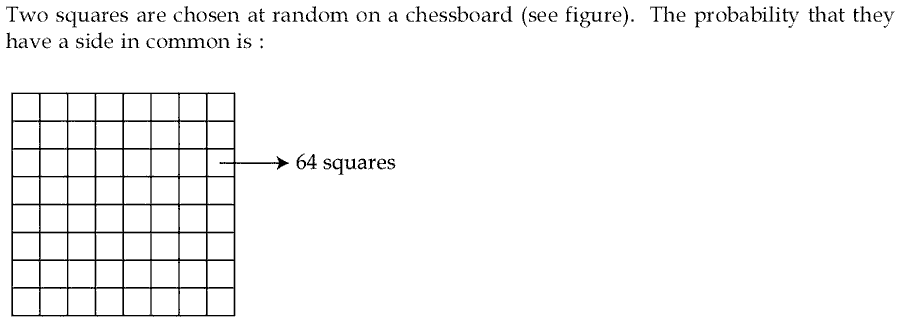 Two squares are chosen at random on a chessboard (see figure). The probability that they
have a side in common is :
64 squares